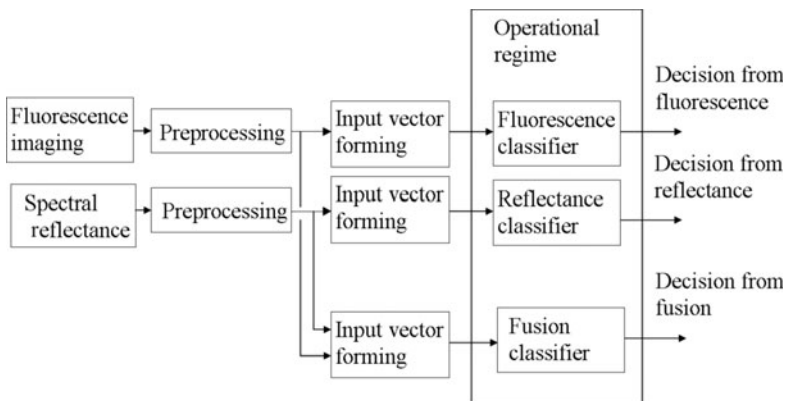 Operational
regime
Fluorescence
imaging
Preprocessing
Input vector
forming
Fluorescence
classifier
Decision from
fluorescence
Spectral
reflectance
Preprocessing
Input vector
forming
Reflectance
classifier
Decision from
reflectance
Input vector
forming
Fusion
classifier
Decision from
fusion